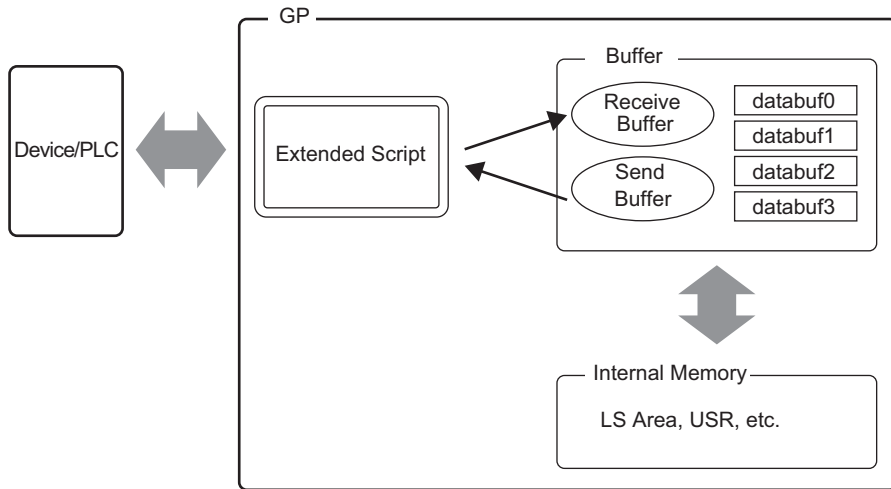 GP
Device/PLC
Extended Script
Buffer
Receive
Buffer
Send
Buffer
databuf0
databuf1
databuf2
databuf3
Internal Memory
LS Area, USR, etc.